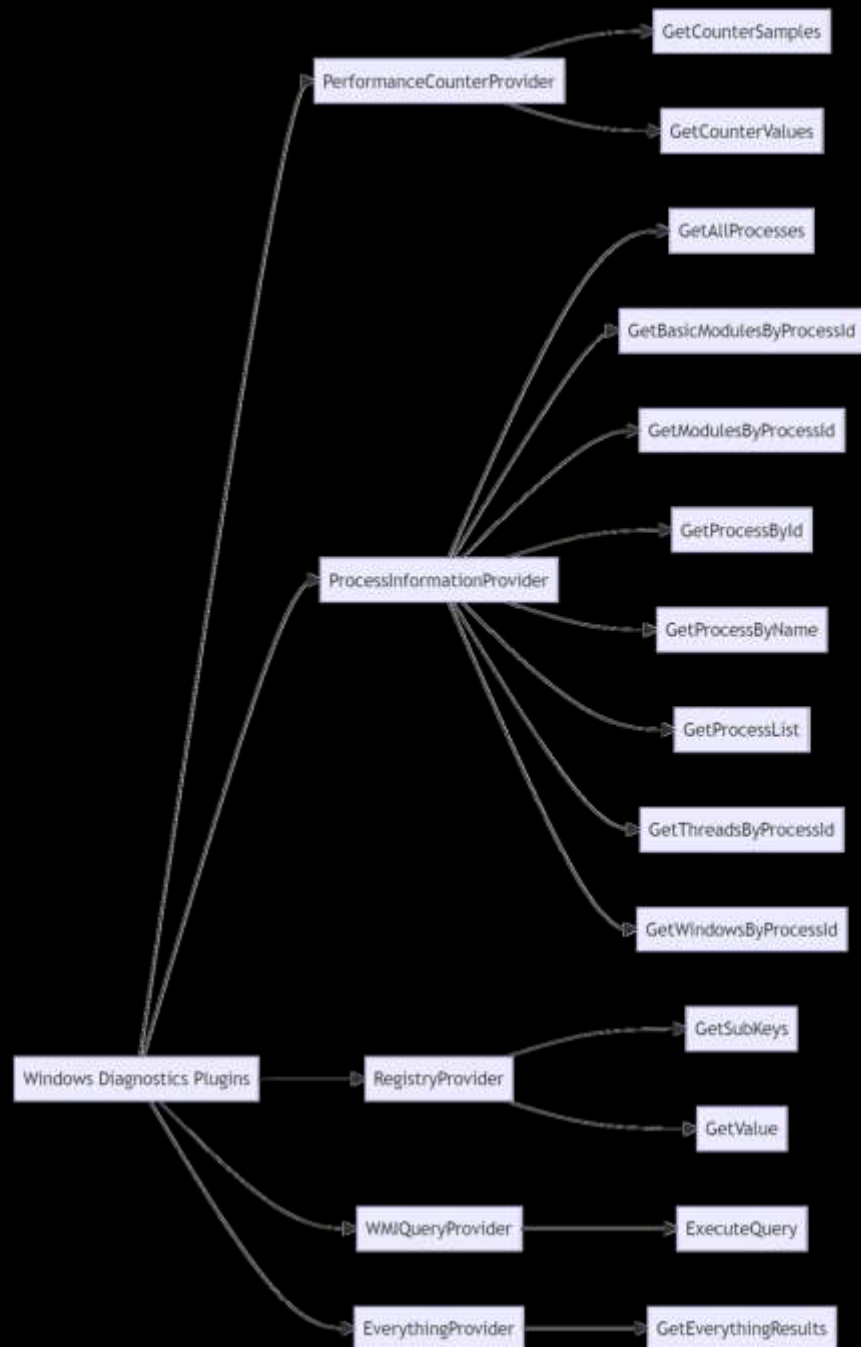 GetCounterSamples
PerformanceCounterProvider
GetCounterValues
GetAllProcesses
GetBasicModulesByProcessId
GetModulesByProcessId
GetProcessById
ProcessInformationProvider
GetProcessByName
GetProcessList
GetThreadsByProcessId
GetWindowsByProcessId
GetSubKeys
Windows Diagnostics Plugins
RegistryProvider
GetValue
WMIQueryProvider
ExecuteQuery
EverythingProvider
GetEverythingResults